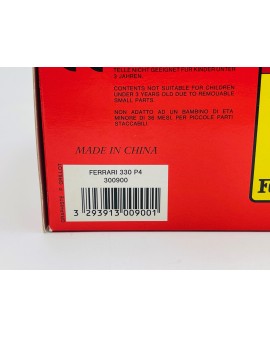 TEILE NICHT GEEIGNET FUR KINDER UNTER
3 JAHREN.
CONTENTS NOT SUITABLE FOR CHILDREN
UNDER 3 YEARS OLD DUE TO REMOVABLE
SMALL PARTS.
NON ADATTO AD UN BAMBINO DI ETA
MINORE DI 36 MESI, PER PICCOLE PARTI
STACCABILI.
MADE IN CHINA
FERRARI 330 P4
300900
3 293913 009001